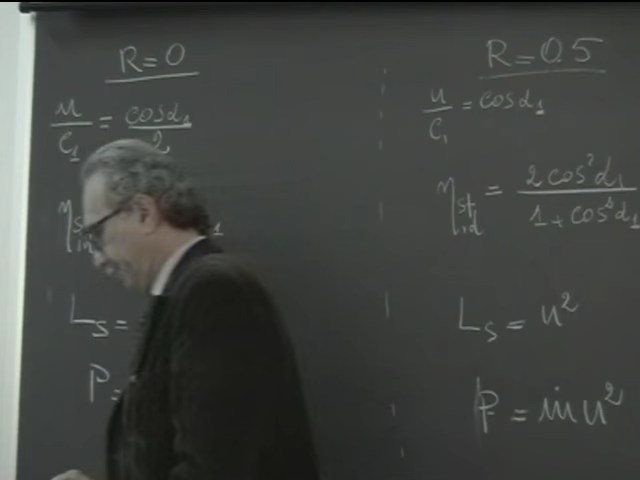 R=0
u/c₁ = cosα₁/2
L_S =
P =
R=0.5
u/c₁ = cosα₁
η_st,id = 2cos²α₁/1+cos²α₁
L_S = u²
P = ṁu²